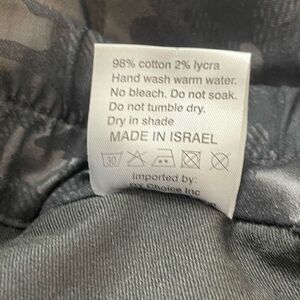 98% cotton 2% lycra
Hand wash warm water.
No bleach. Do not soak.
Do not tumble dry.
Dry in shade
MADE IN ISRAEL
30
Imported by:
Choice Inc